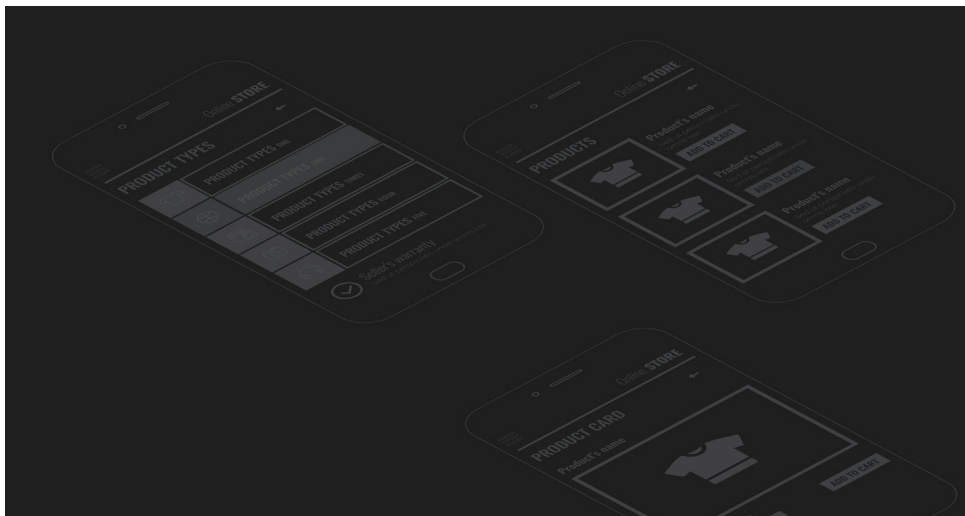 Online STORE
PRODUCT TYPES
PRODUCT TYPES ONE
PRODUCT TYPES
PRODUCT TYPES THREE
PRODUCT TYPES FOUR
PRODUCT TYPES FIVE
Seller's warranty
Online STORE
PRODUCTS
Product's name
ADD TO CART
Product's name
ADD TO CART
Product's name
ADD TO CART
Online STORE
PRODUCT CARD
Product's name
ADD TO CART